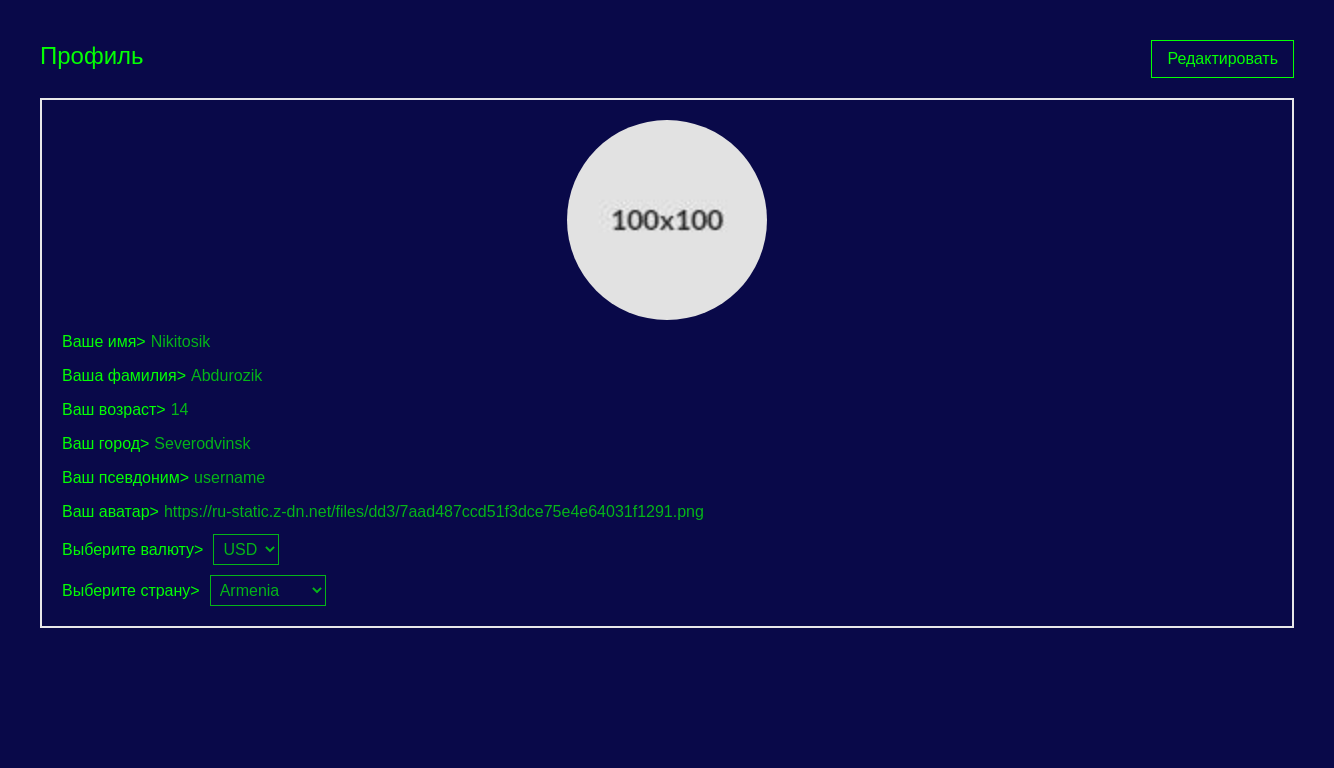 Профиль
Редактировать
100x100
Ваше имя> Nikitosik
Ваша фамилия> Abdurozik
Ваш возраст> 14
Ваш город> Severodvinsk
Ваш псевдоним> username
Ваш аватар> https://ru-static.z-dn.net/files/dd3/7aad487ccd51f3dce75e4e64031f1291.png
Выберите валюту> USD
Выберите страну> Armenia